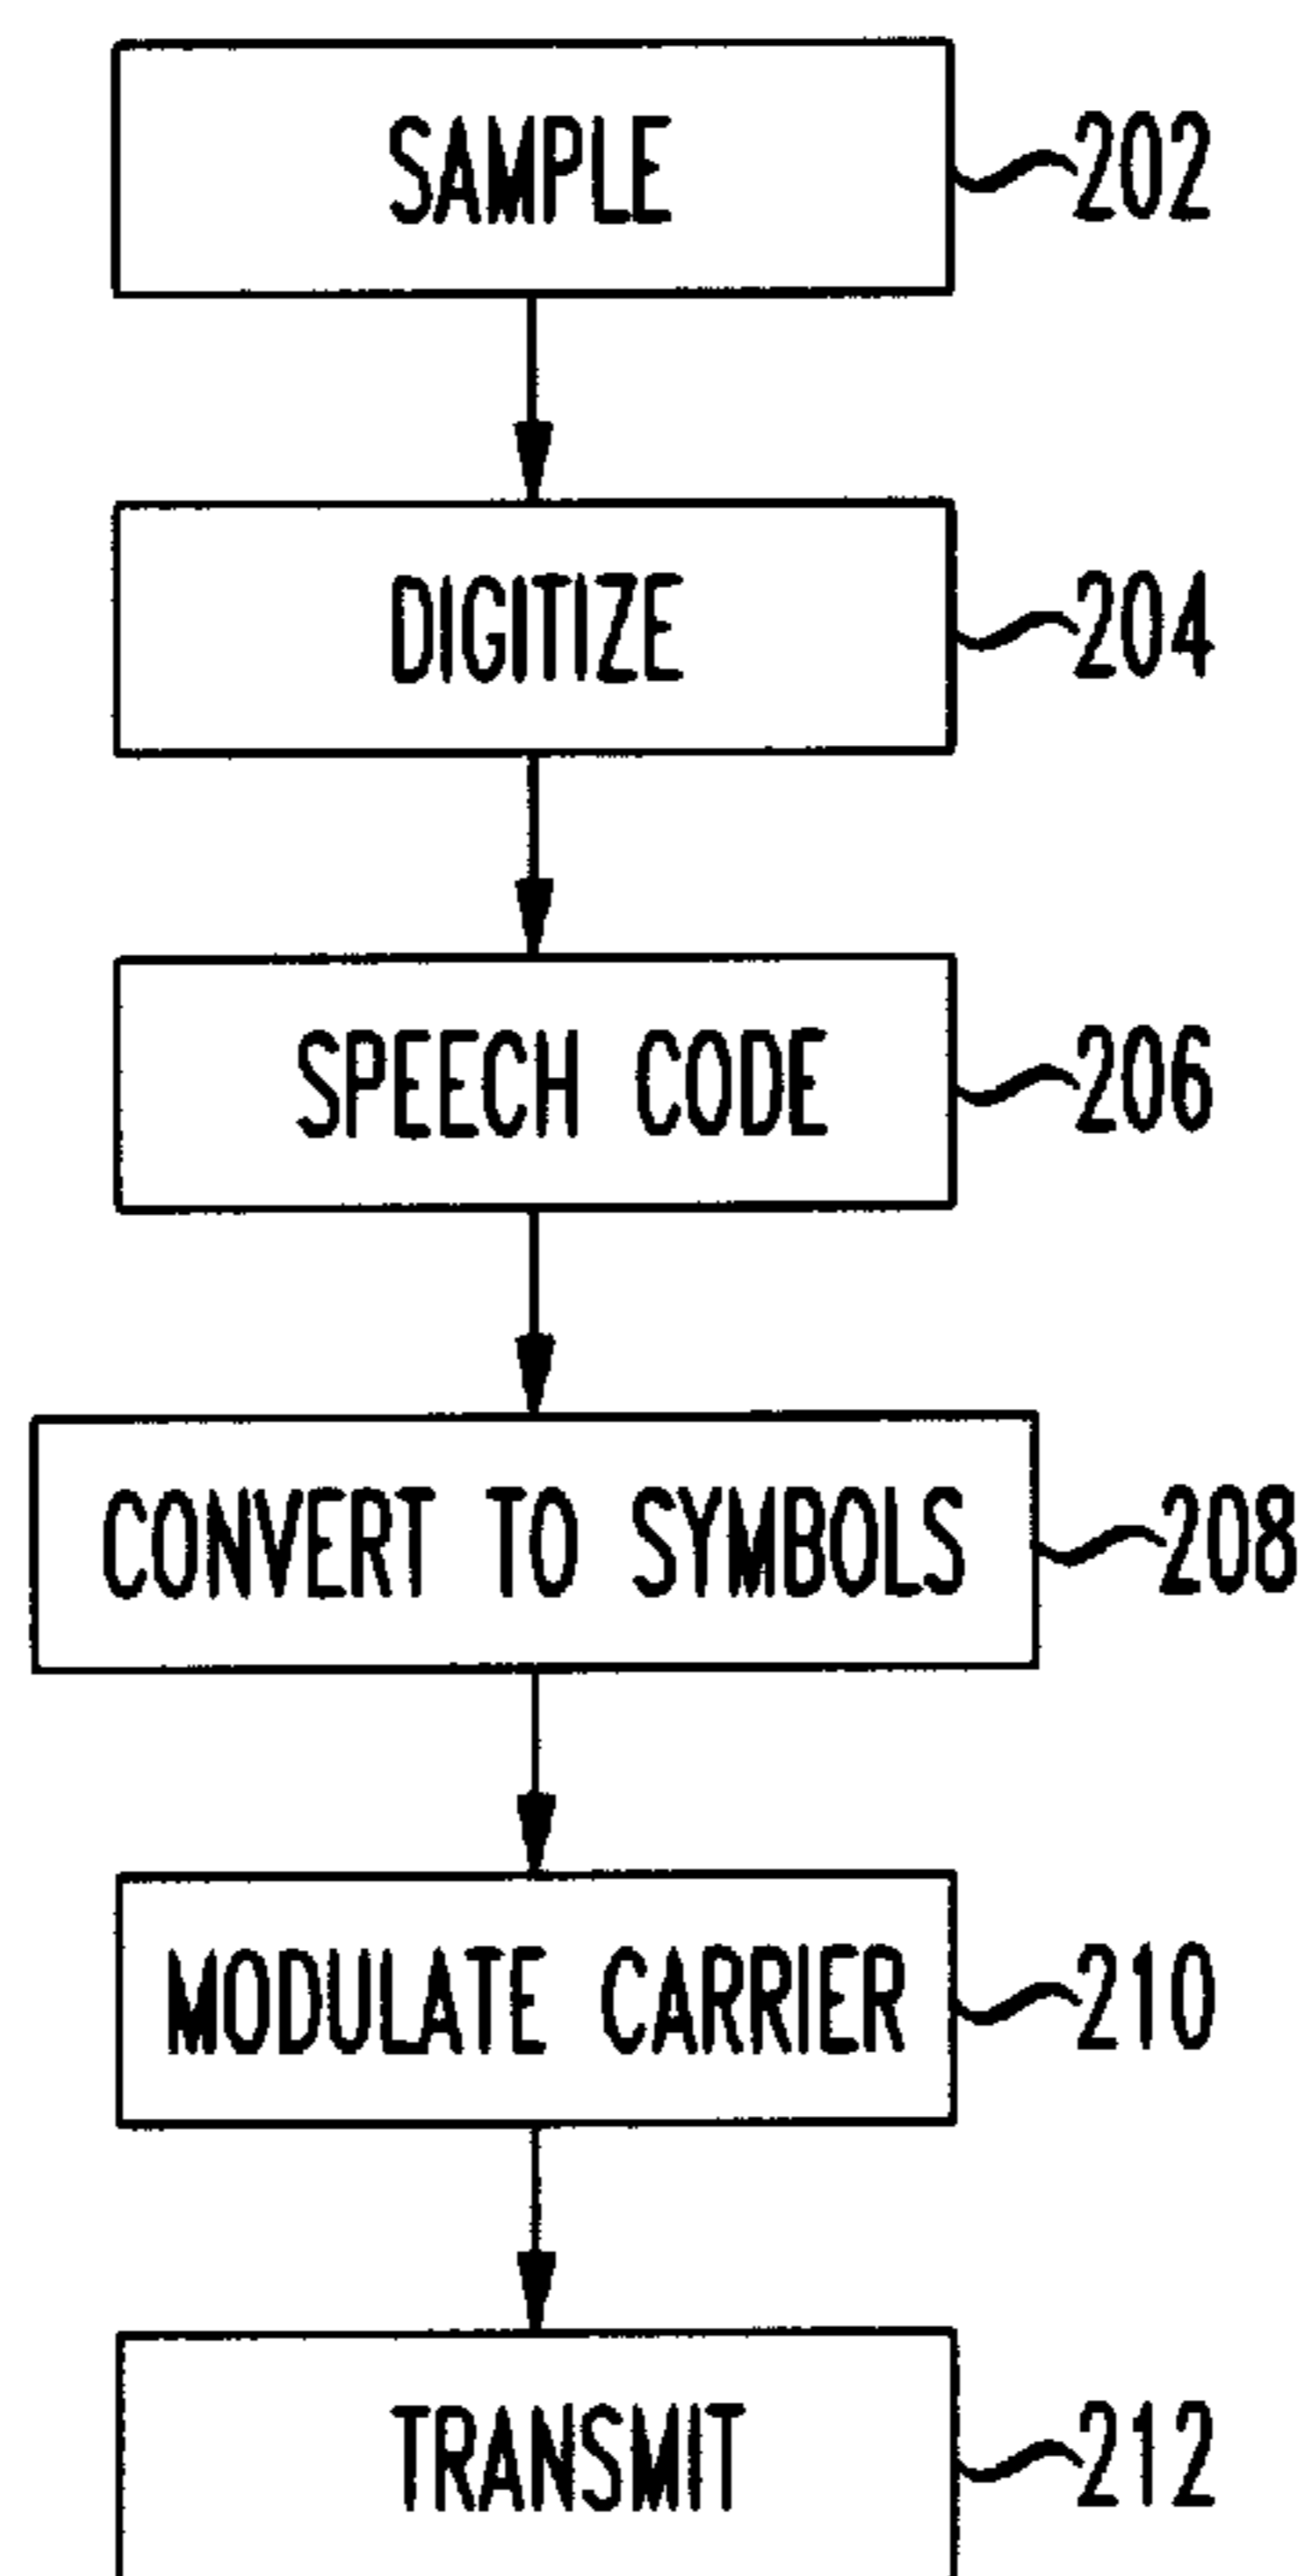 SAMPLE 202
DIGITIZE 204
SPEECH CODE 206
CONVERT TO SYMBOLS 208
MODULATE CARRIER 210
TRANSMIT 212